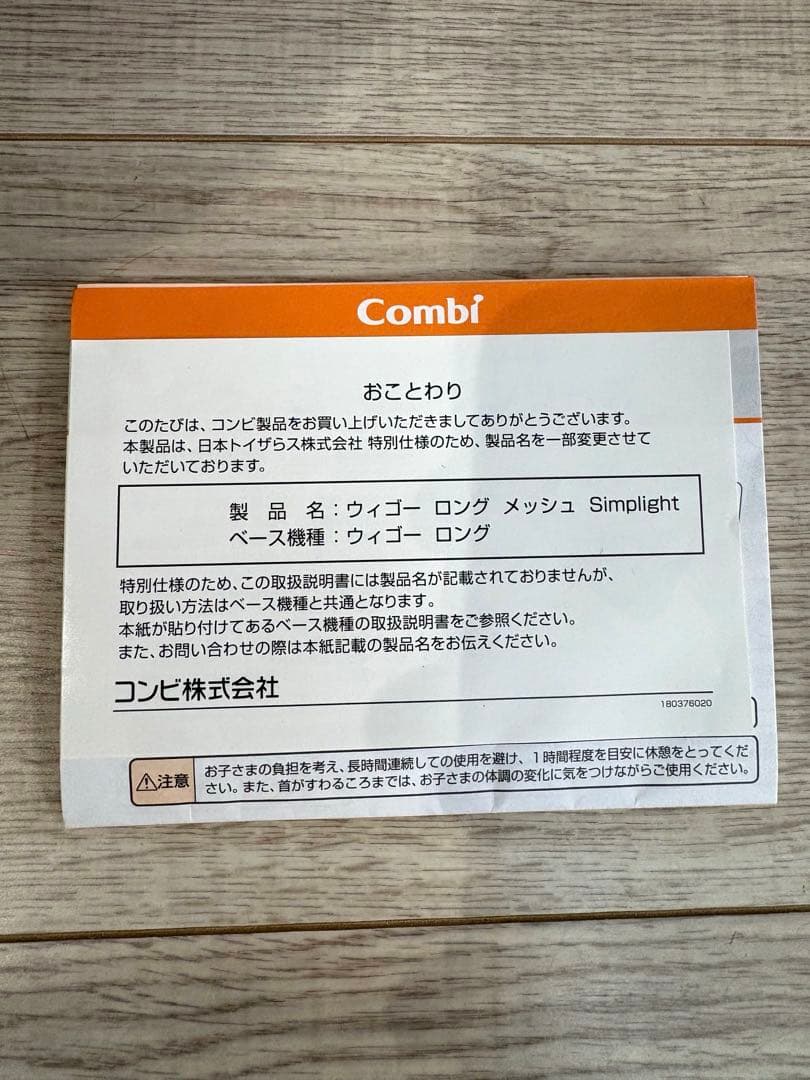 Combi
おことわり
このたびは、コンビ製品をお買い上げいただきましてありがとうございます。
本製品は、日本トイザらス株式会社 特別仕様のため、製品名を一部変更させて
いただいております。
製 品 名：ウィゴー ロング メッシュ Simplight
ベース機種：ウィゴー ロング
特別仕様のため、この取扱説明書には製品名が記載されておりませんが、
取り扱い方法はベース機種と共通となります。
本紙が貼り付けてあるベース機種の取扱説明書をご参照ください。
また、お問い合わせの際は本紙記載の製品名をお伝えください。
コンビ株式会社
180376020
⚠注意
お子さまの負担を考え、長時間連続しての使用を避け、1時間程度を目安に休憩をとってくだ
さい。また、首がすわるころまでは、お子さまの体調の変化に気をつけながらご使用ください。